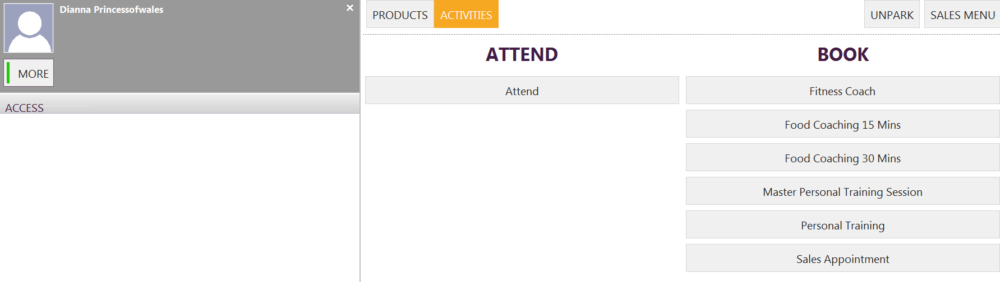 Dianna Princessofwales
MORE
ACCESS
PRODUCTS
ACTIVITIES
UNPARK
SALES MENU
ATTEND
Attend
BOOK
Fitness Coach
Food Coaching 15 Mins
Food Coaching 30 Mins
Master Personal Training Session
Personal Training
Sales Appointment